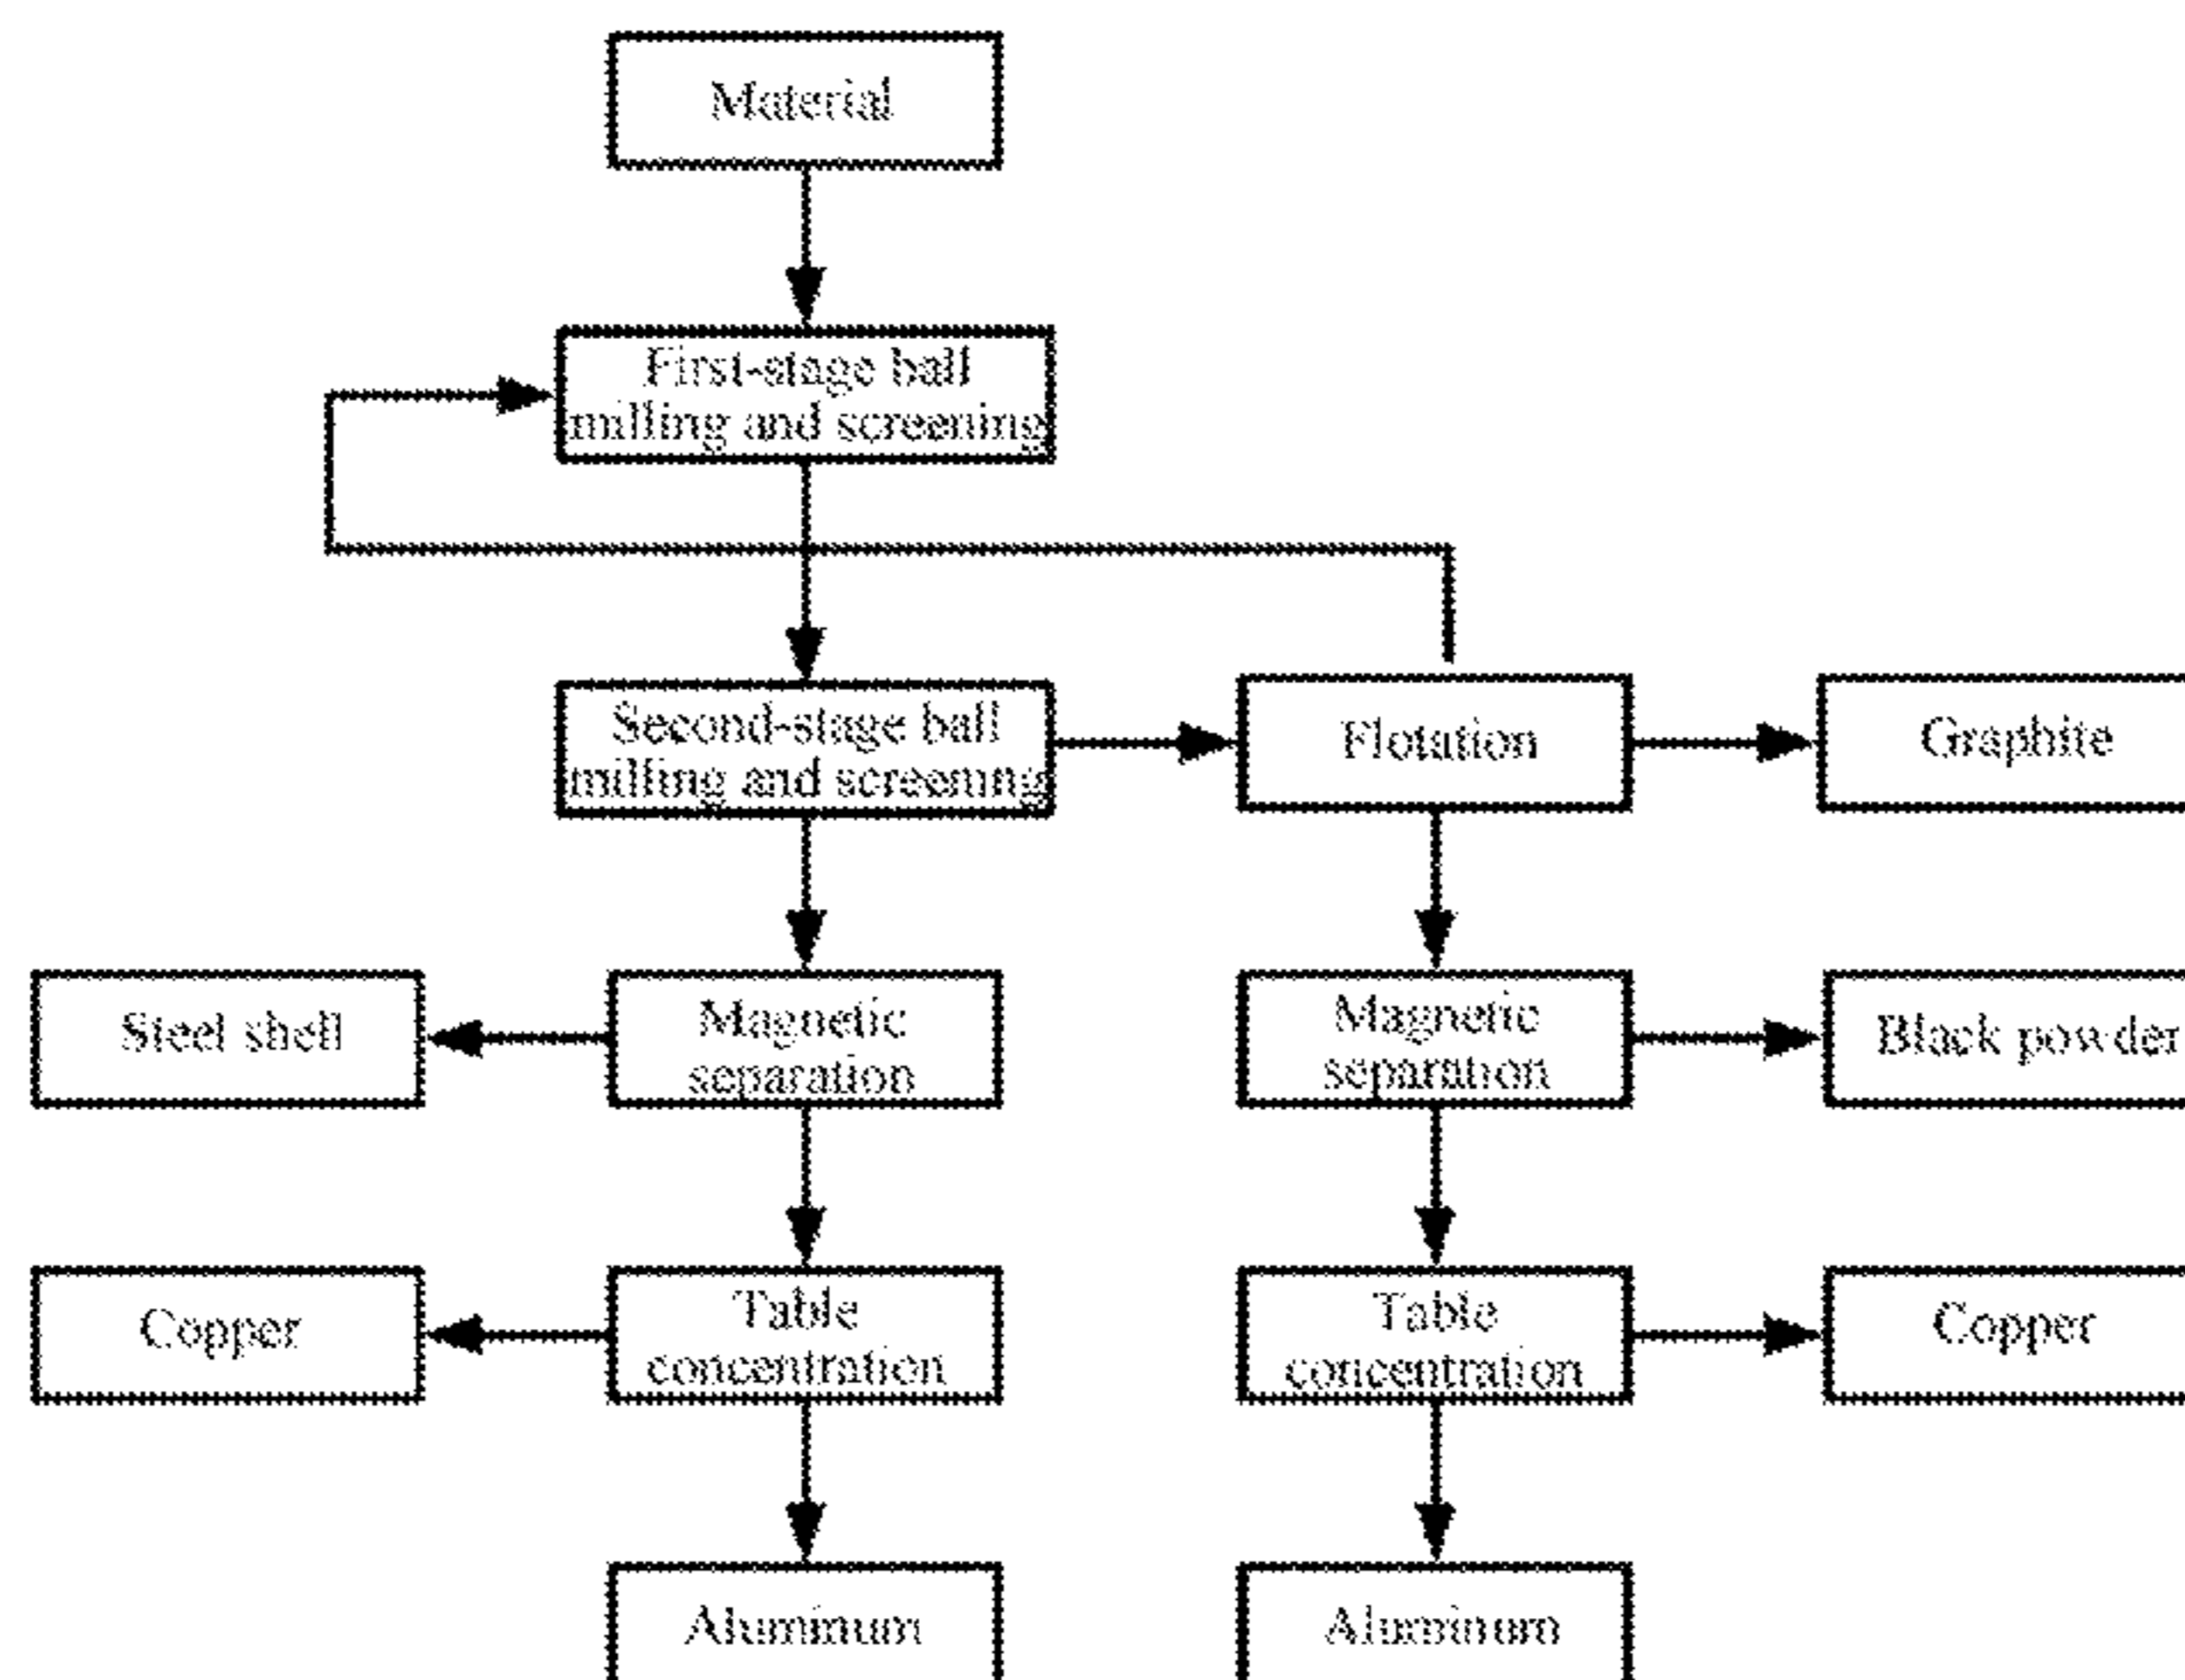 Material
First-stage ball
milling and screening
Second-stage ball
milling and screening
Flotation
Graphite
Steel shell
Magnetic
separation
Magnetic
separation
Black powder
Copper
Table
concentration
Table
concentration
Copper
Aluminum
Aluminum